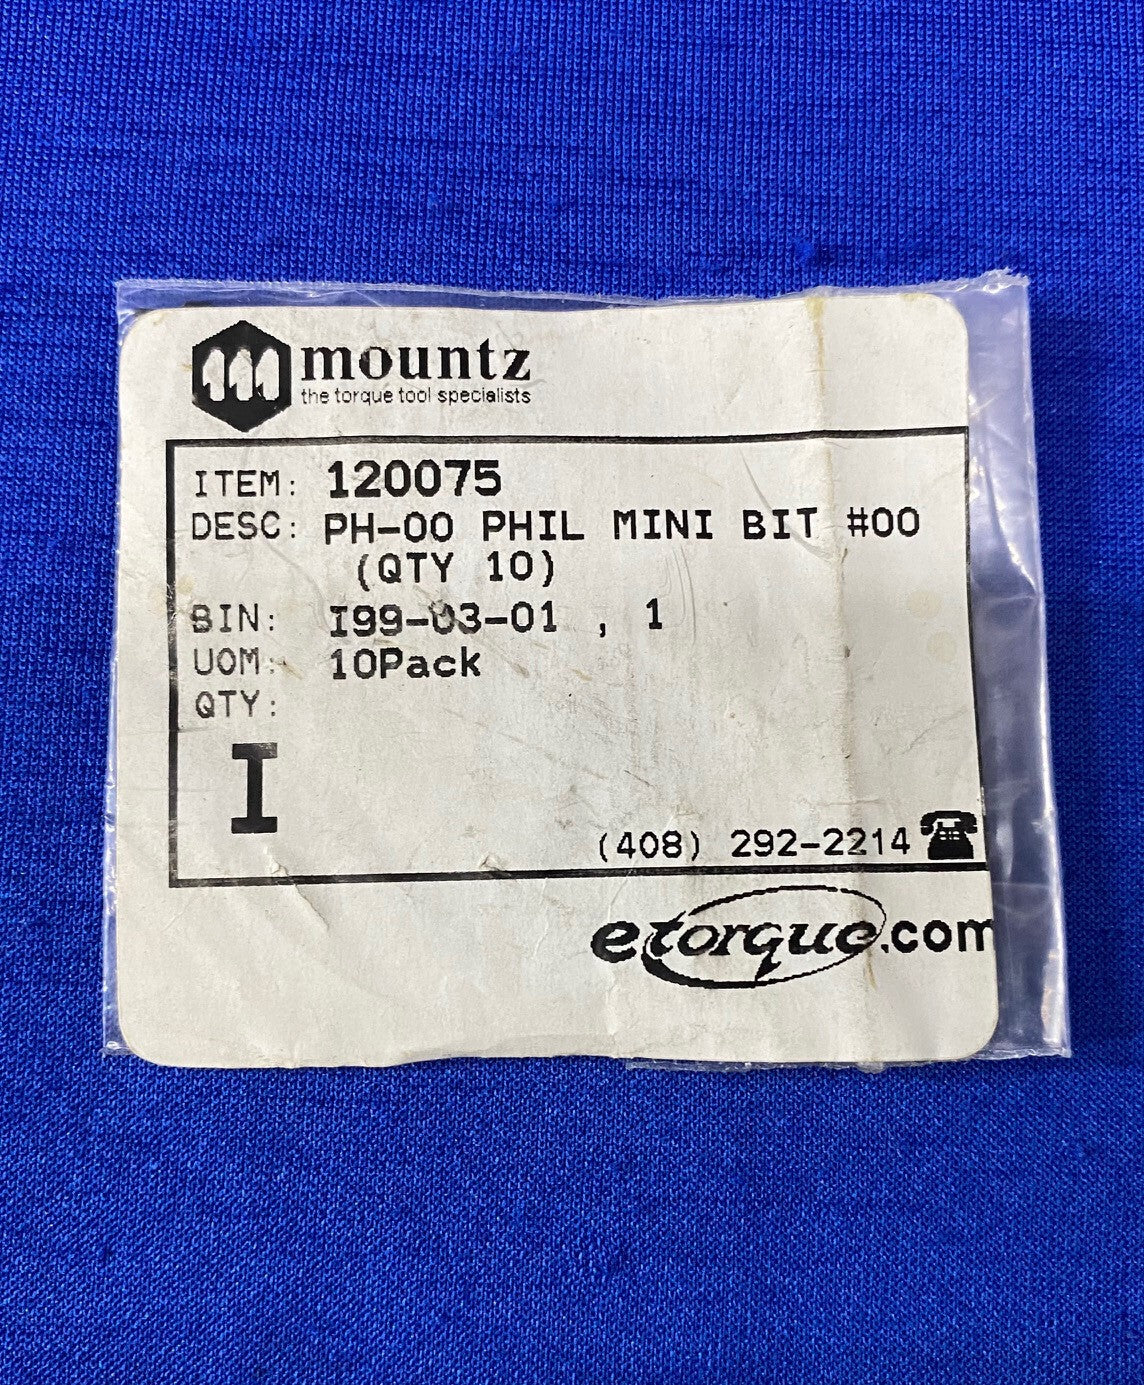 mountz
the torque tool specialists
ITEM: 120075
DESC: PH-00 PHIL MINI BIT #00
(QTY 10)
BIN: I99-03-01 , 1
UOM: 10Pack
QTY:
I
(408) 292-2214
etorque.com